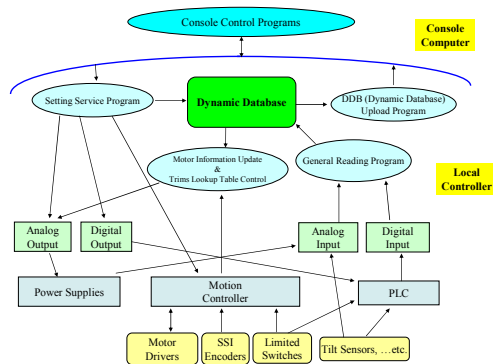 Console Control Programs
Console
Computer
Setting Service Program
Dynamic Database
DDB (Dynamic Database)
Upload Program
Motor Information Update
&
Trims Lookup Table Control
General Reading Program
Local
Controller
Analog
Output
Digital
Output
Analog
Input
Digital
Input
Power Supplies
Motion
Controller
PLC
Motor
Drivers
SSI
Encoders
Limited
Switches
Tilt Sensors, …etc.